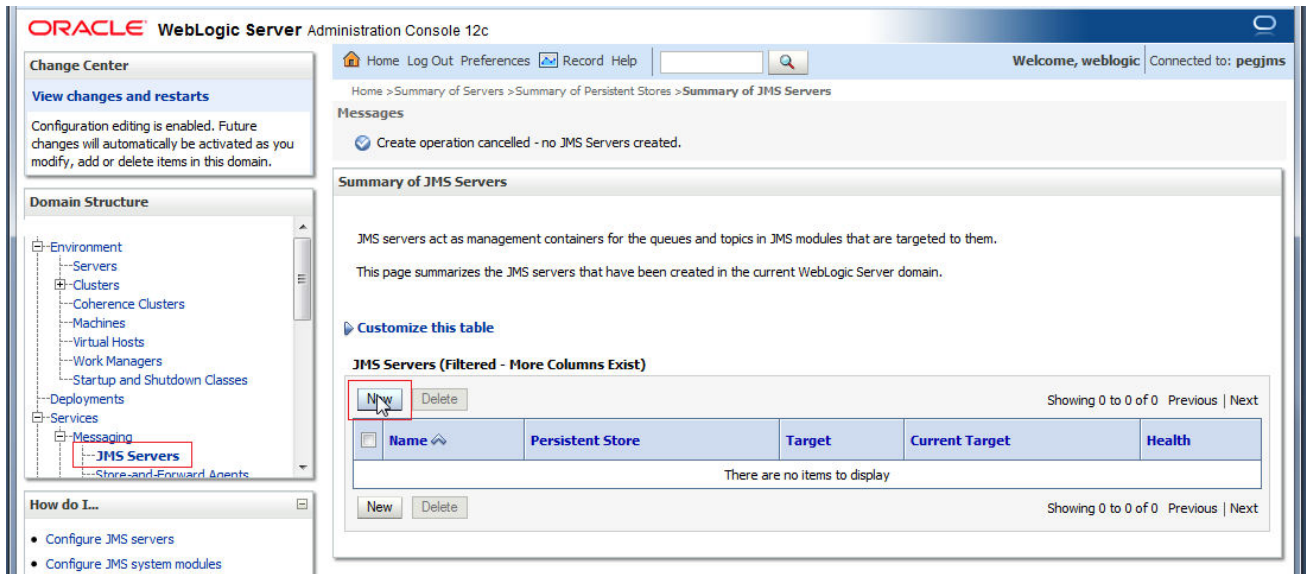 ORACLE WebLogic Server Administration Console 12c
Change Center
View changes and restarts
Configuration editing is enabled. Future
changes will automatically be activated as you
modify, add or delete items in this domain.
Domain Structure
Environment
Servers
Clusters
Coherence Clusters
Machines
Virtual Hosts
Work Managers
Startup and Shutdown Classes
Deployments
Services
Messaging
JMS Servers
Store-and-Forward Agents
How do I...
Configure JMS servers
Configure JMS system modules
Home Log Out Preferences Record Help
Welcome, weblogic Connected to: pegjms
Home >Summary of Servers >Summary of Persistent Stores >Summary of JMS Servers
Messages
Create operation cancelled - no JMS Servers created.
Summary of JMS Servers
JMS servers act as management containers for the queues and topics in JMS modules that are targeted to them.
This page summarizes the JMS servers that have been created in the current WebLogic Server domain.
Customize this table
JMS Servers (Filtered - More Columns Exist)
New Delete Showing 0 to 0 of 0 Previous | Next
Name Persistent Store Target Current Target Health
There are no items to display
New Delete Showing 0 to 0 of 0 Previous | Next